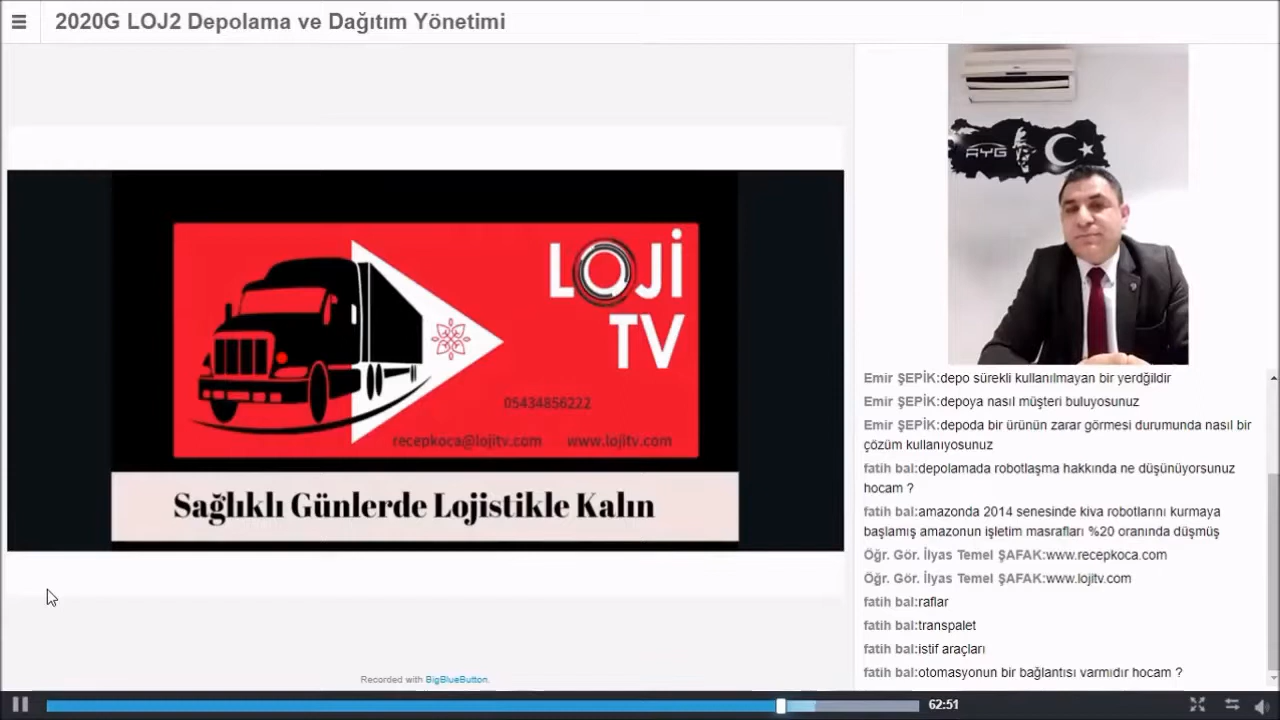 2020G LOJ2 Depolama ve Dağıtım Yönetimi
LOJİ
TV
05434856222
recepkoca@lojitv.com www.lojitv.com
Sağlıklı Günlerde Lojistikle Kalın
Recorded with BigBlueButton.
AYG
Emir ŞEPİK:depo sürekli kullanılmayan bir yerdğildir
Emir ŞEPİK:depoya nasıl müşteri buluyosunuz
Emir ŞEPİK:depoda bir ürünün zarar görmesi durumunda nasıl bir
çözüm kullanıyosunuz
fatih bal:depolamada robotlaşma hakkında ne düşünüyorsunuz
hocam ?
fatih bal:amazonda 2014 senesinde kiva robotlarını kurmaya
başlamış amazonun işletim masrafları %20 oranında düşmüş
Öğr. Gör. İlyas Temel ŞAFAK:www.recepkoca.com
Öğr. Gör. İlyas Temel ŞAFAK:www.lojitv.com
fatih bal:raflar
fatih bal:transpalet
fatih bal:istif araçları
fatih bal:otomasyonun bir bağlantısı varmıdır hocam ?
62:51